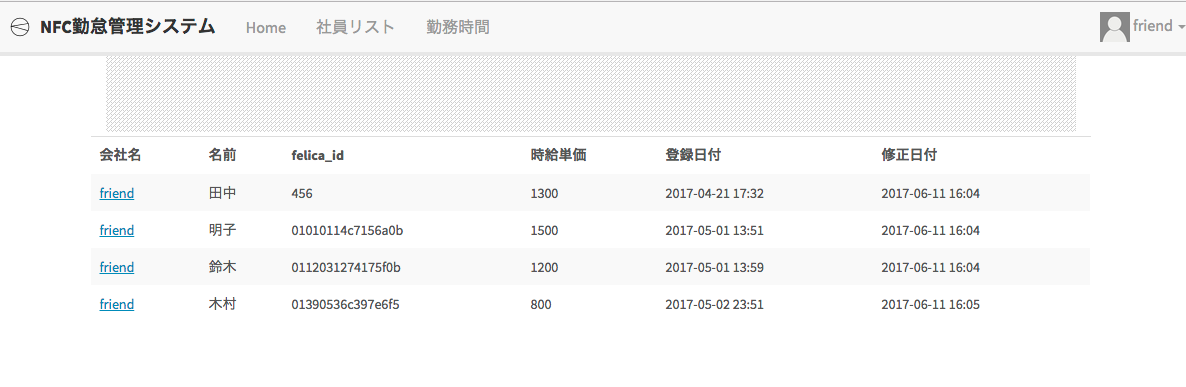 NFC勤怠管理システム Home 社員リスト 勤務時間 friend
会社名 名前 felica_id 時給単価 登録日付 修正日付
friend 田中 456 1300 2017-04-21 17:32 2017-06-11 16:04
friend 明子 01010114c7156a0b 1500 2017-05-01 13:51 2017-06-11 16:04
friend 鈴木 0112031274175f0b 1200 2017-05-01 13:59 2017-06-11 16:04
friend 木村 01390536c397e6f5 800 2017-05-02 23:51 2017-06-11 16:05